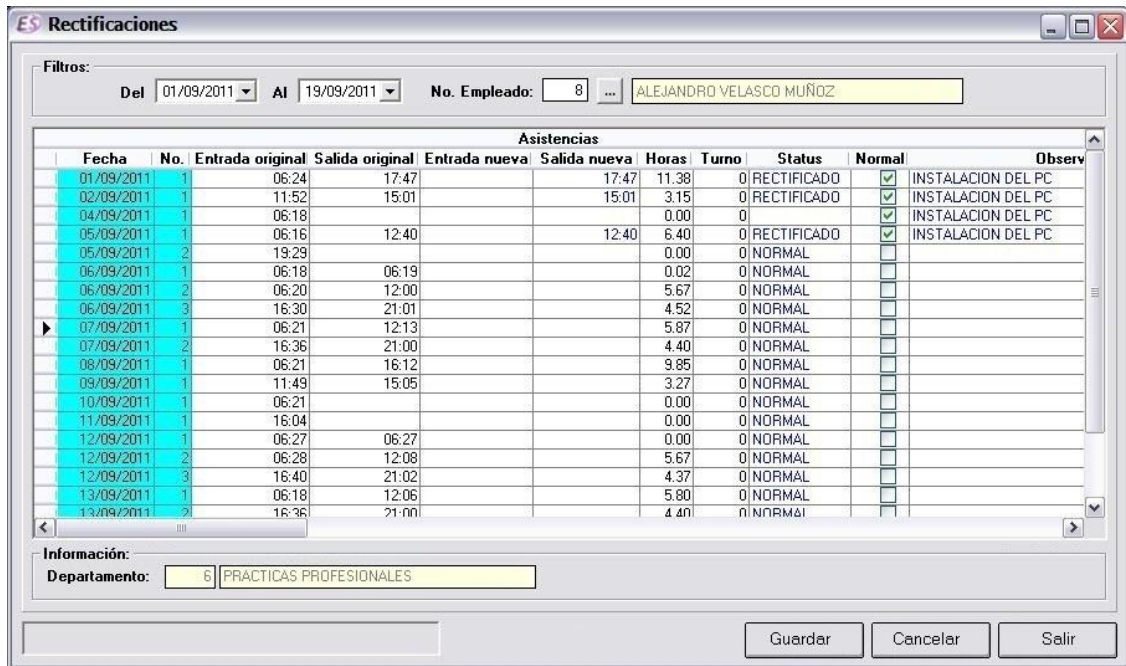 ES Rectificaciones
Filtros:
Del 01/09/2011 Al 19/09/2011 No. Empleado: 8 ... ALEJANDRO VELASCO MUÑOZ
Asistencias
Fecha No. Entrada original Salida original Entrada nueva Salida nueva Horas Turno Status Normal Observ
01/09/2011 1 06:24 17:47 17:47 11.38 0 RECTIFICADO INSTALACION DEL PC
02/09/2011 1 11:52 15:01 15:01 3.15 0 RECTIFICADO INSTALACION DEL PC
04/09/2011 1 06:18 0.00 0 INSTALACION DEL PC
05/09/2011 1 06:16 12:40 12:40 6.40 0 RECTIFICADO INSTALACION DEL PC
05/09/2011 2 19:29 0.00 0 NORMAL
06/09/2011 1 06:18 06:19 0.02 0 NORMAL
06/09/2011 2 06:20 12:00 5.67 0 NORMAL
06/09/2011 3 16:30 21:01 4.52 0 NORMAL
07/09/2011 1 06:21 12:13 5.87 0 NORMAL
07/09/2011 2 16:36 21:00 4.40 0 NORMAL
08/09/2011 1 06:21 16:12 9.85 0 NORMAL
09/09/2011 1 11:49 15:05 3.27 0 NORMAL
10/09/2011 1 06:21 0.00 0 NORMAL
11/09/2011 1 16:04 0.00 0 NORMAL
12/09/2011 1 06:27 06:27 0.00 0 NORMAL
12/09/2011 2 06:28 12:08 5.67 0 NORMAL
12/09/2011 3 16:40 21:02 4.37 0 NORMAL
13/09/2011 1 06:18 12:06 5.80 0 NORMAL
13/09/2011 2 16:36 21:00 4.40 0 NORMAL
Información:
Departamento: 6 PRACTICAS PROFESIONALES
Guardar Cancelar Salir